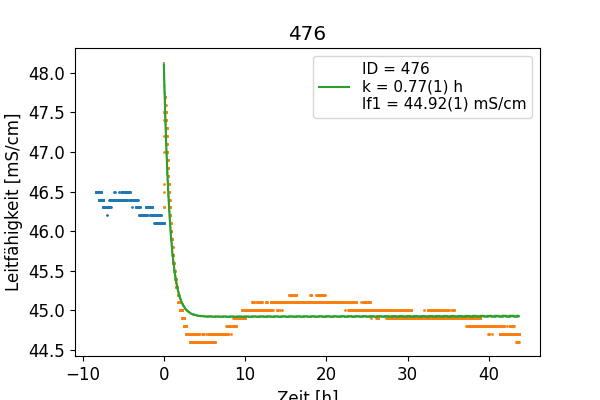 476
Leitfähigkeit [mS/cm]
48.0
47.5
47.0
46.5
46.0
45.5
45.0
44.5
ID = 476
k = 0.77(1) h
lf1 = 44.92(1) mS/cm
−10 0 10 20 30 40
Zeit [h]